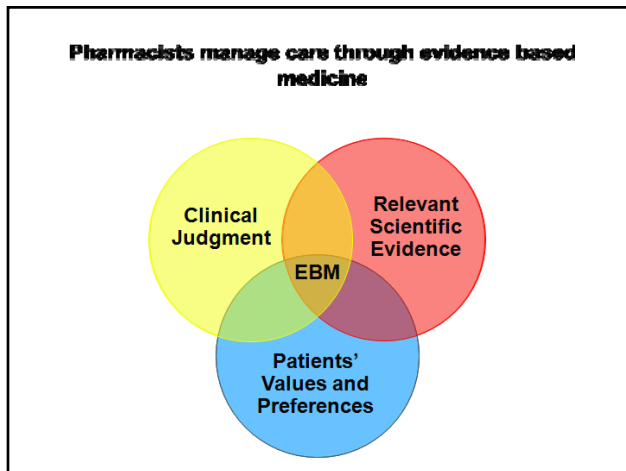 Pharmacists manage care through evidence based
medicine
Clinical
Judgment
Relevant
Scientific
Evidence
EBM
Patients’
Values and
Preferences